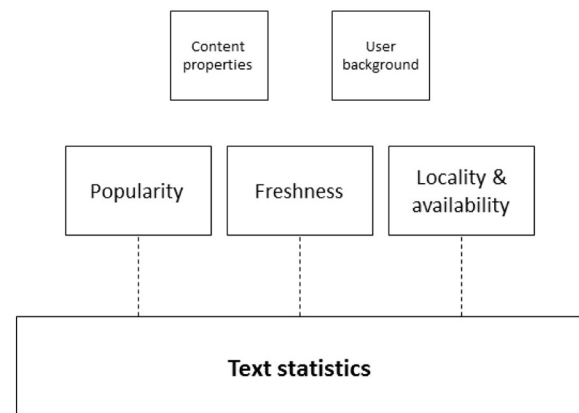 Content
properties
User
background
Popularity
Freshness
Locality &
availability
Text statistics